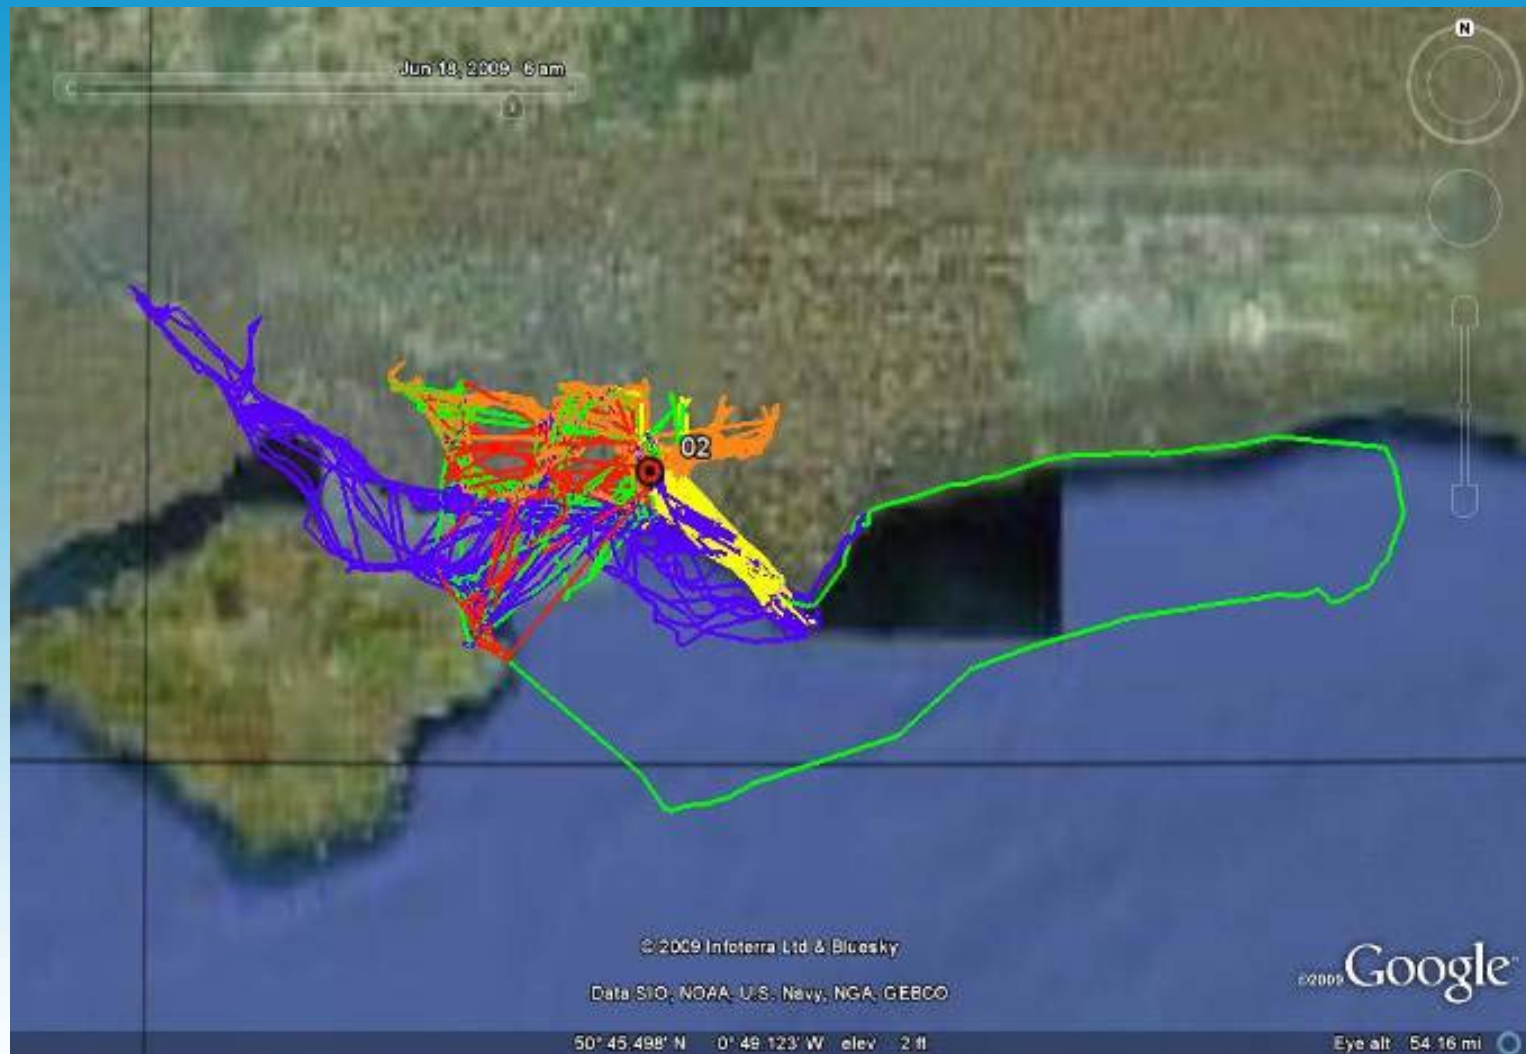 N
Jun 18, 2009 6 am
02
© 2009 Infoterra Ltd & Bluesky
Data SIO, NOAA, U.S. Navy, NGA, GEBCO
©2009 Google™
50° 45.498' N 0° 49.123' W elev 2 ft
Eye alt 54.16 mi